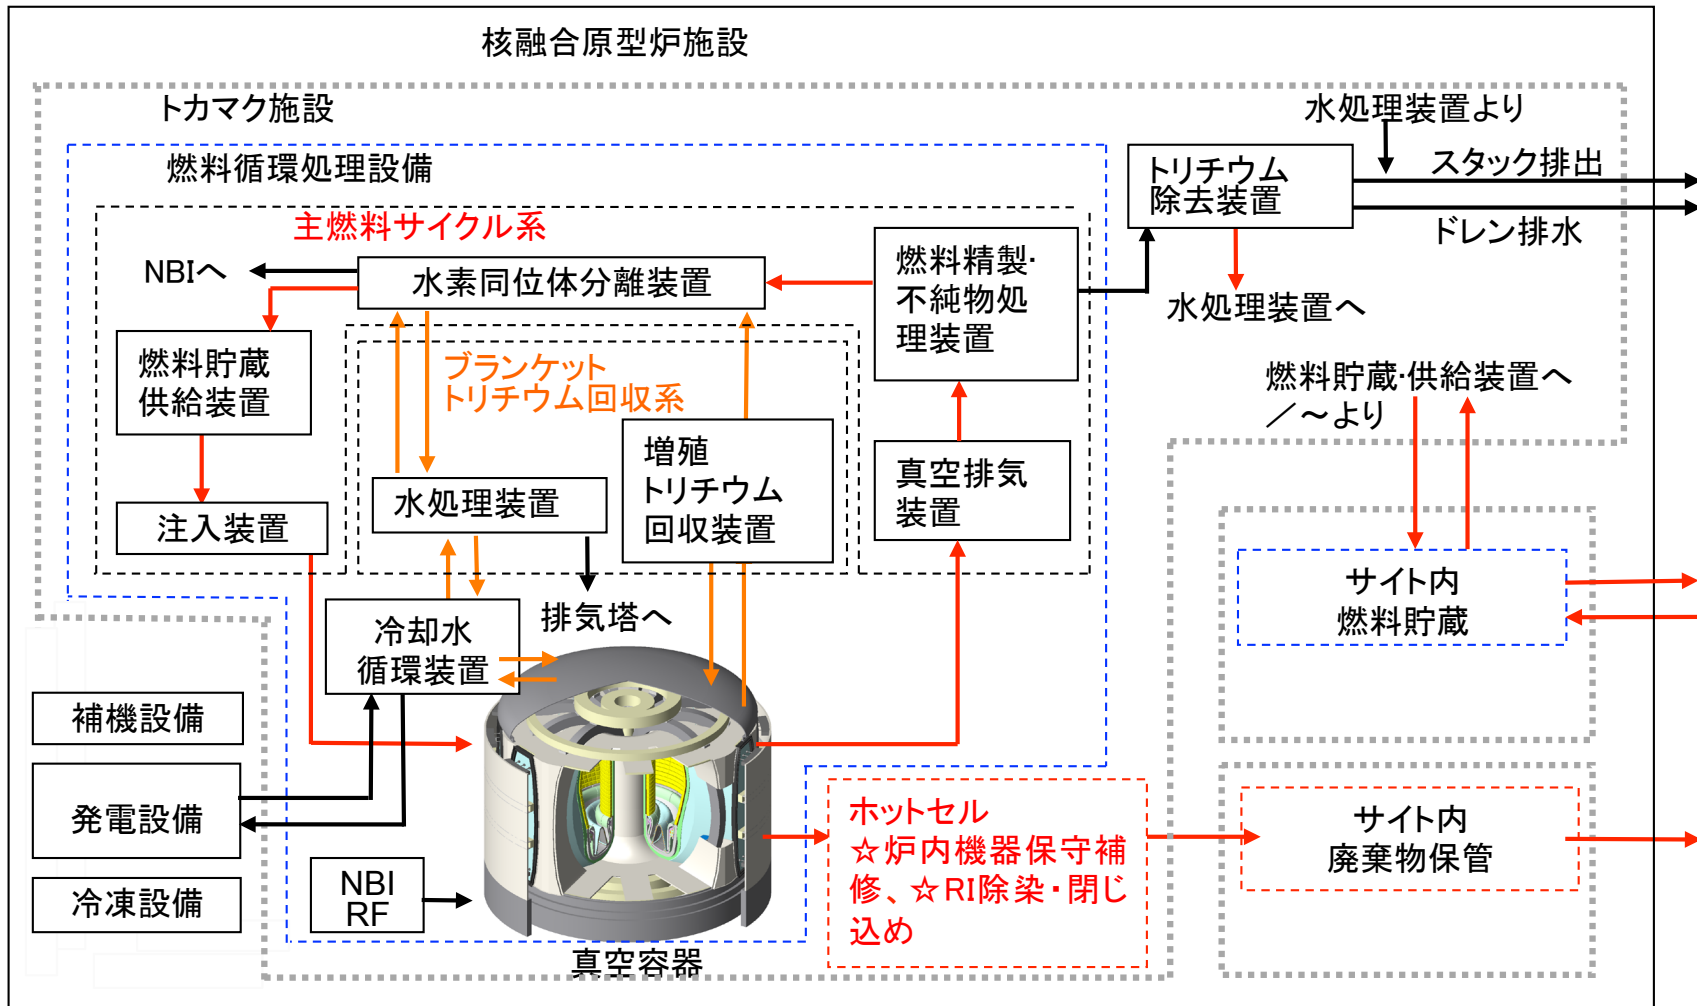 核融合原型炉施設
トカマク施設
水処理装置より
燃料循環処理設備
トリチウム
除去装置
スタック排出
ドレン排水
主燃料サイクル系
NBIへ
水素同位体分離装置
燃料精製・
不純物処
理装置
水処理装置へ
燃料貯蔵
供給装置
ブランケット
トリチウム回収系
燃料貯蔵・供給装置へ
／～より
増殖
トリチウム
回収装置
真空排気
装置
水処理装置
注入装置
排気塔へ
冷却水
循環装置
サイト内
燃料貯蔵
補機設備
発電設備
冷凍設備
NBI
RF
真空容器
ホットセル
☆炉内機器保守補
修、☆RI除染・閉じ
込め
サイト内
廃棄物保管